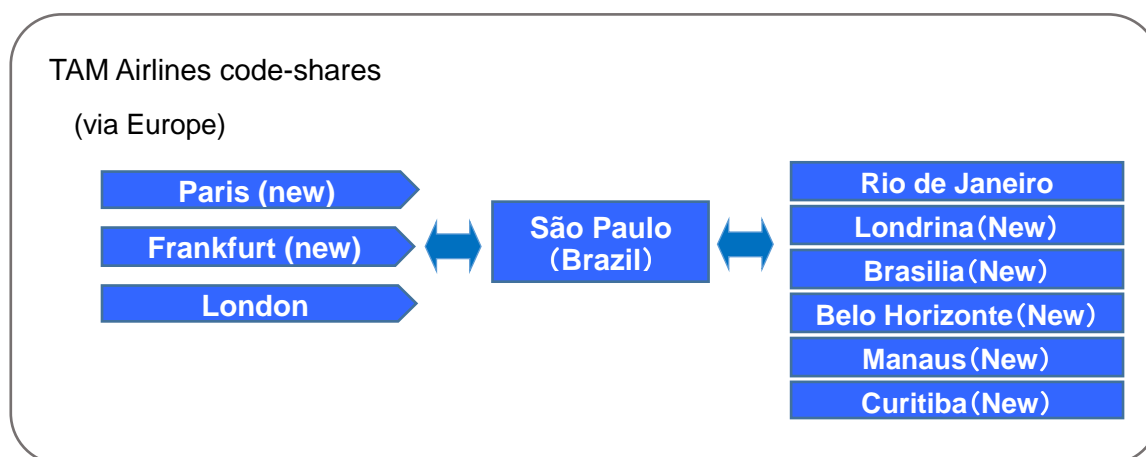 TAM Airlines code-shares
(via Europe)
Paris (new)
Frankfurt (new)
London
São Paulo
（Brazil）
Rio de Janeiro
Londrina（New）
Brasilia（New）
Belo Horizonte（New）
Manaus（New）
Curitiba（New）